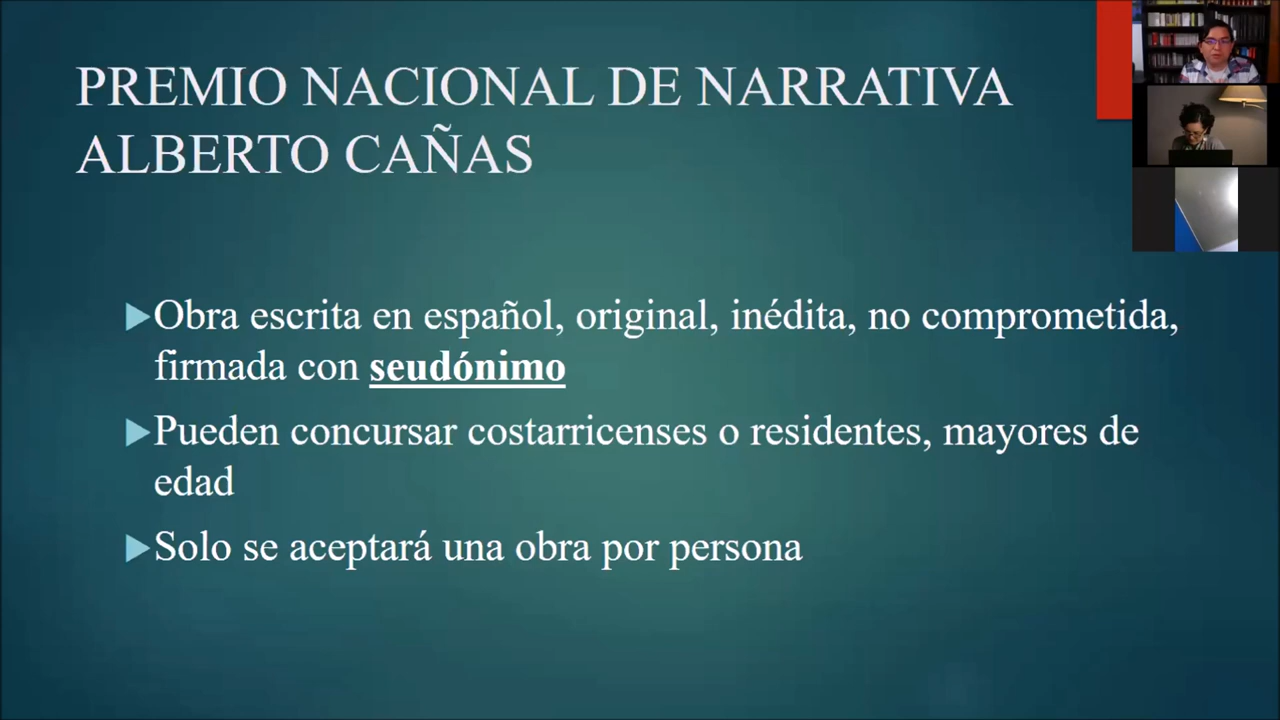 PREMIO NACIONAL DE NARRATIVA
ALBERTO CAÑAS
Obra escrita en español, original, inédita, no comprometida,
firmada con seudónimo
Pueden concursar costarricenses o residentes, mayores de
edad
Solo se aceptará una obra por persona